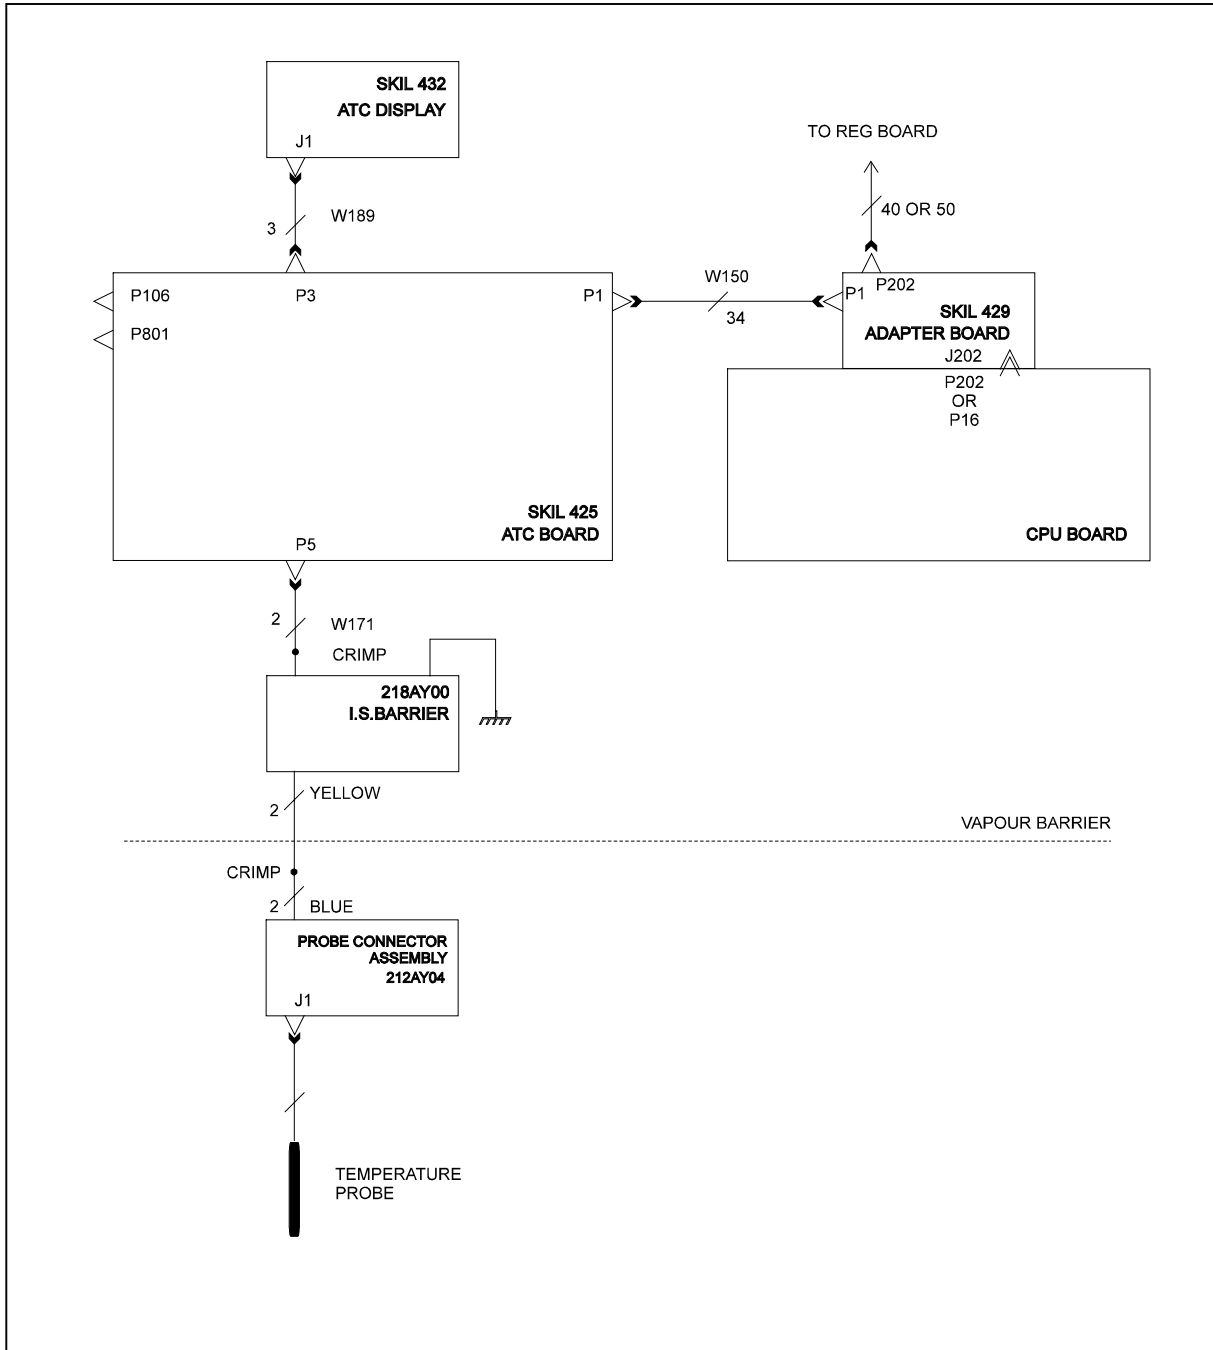 SKIL 432
ATC DISPLAY
J1
TO REG BOARD
3
W189
40 OR 50
P106
P3
P1
W150
34
P1
P202
P801
SKIL 429
ADAPTER BOARD
J202
P202
OR
P16
SKIL 425
ATC BOARD
CPU BOARD
P5
2
W171
CRIMP
218AY00
I.S.BARRIER
2
YELLOW
VAPOUR BARRIER
CRIMP
2
BLUE
PROBE CONNECTOR
ASSEMBLY
212AY04
J1
TEMPERATURE
PROBE